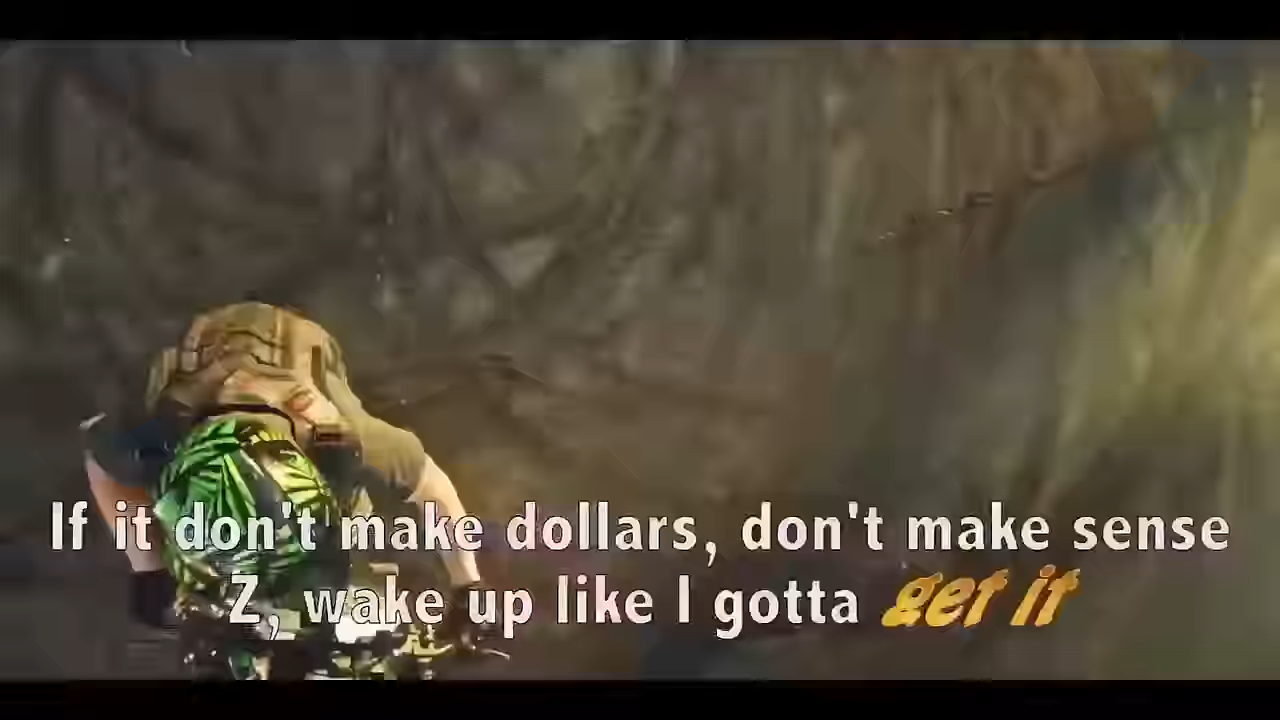 If it don't make dollars, don't make sense
Z, wake up like I gotta get it